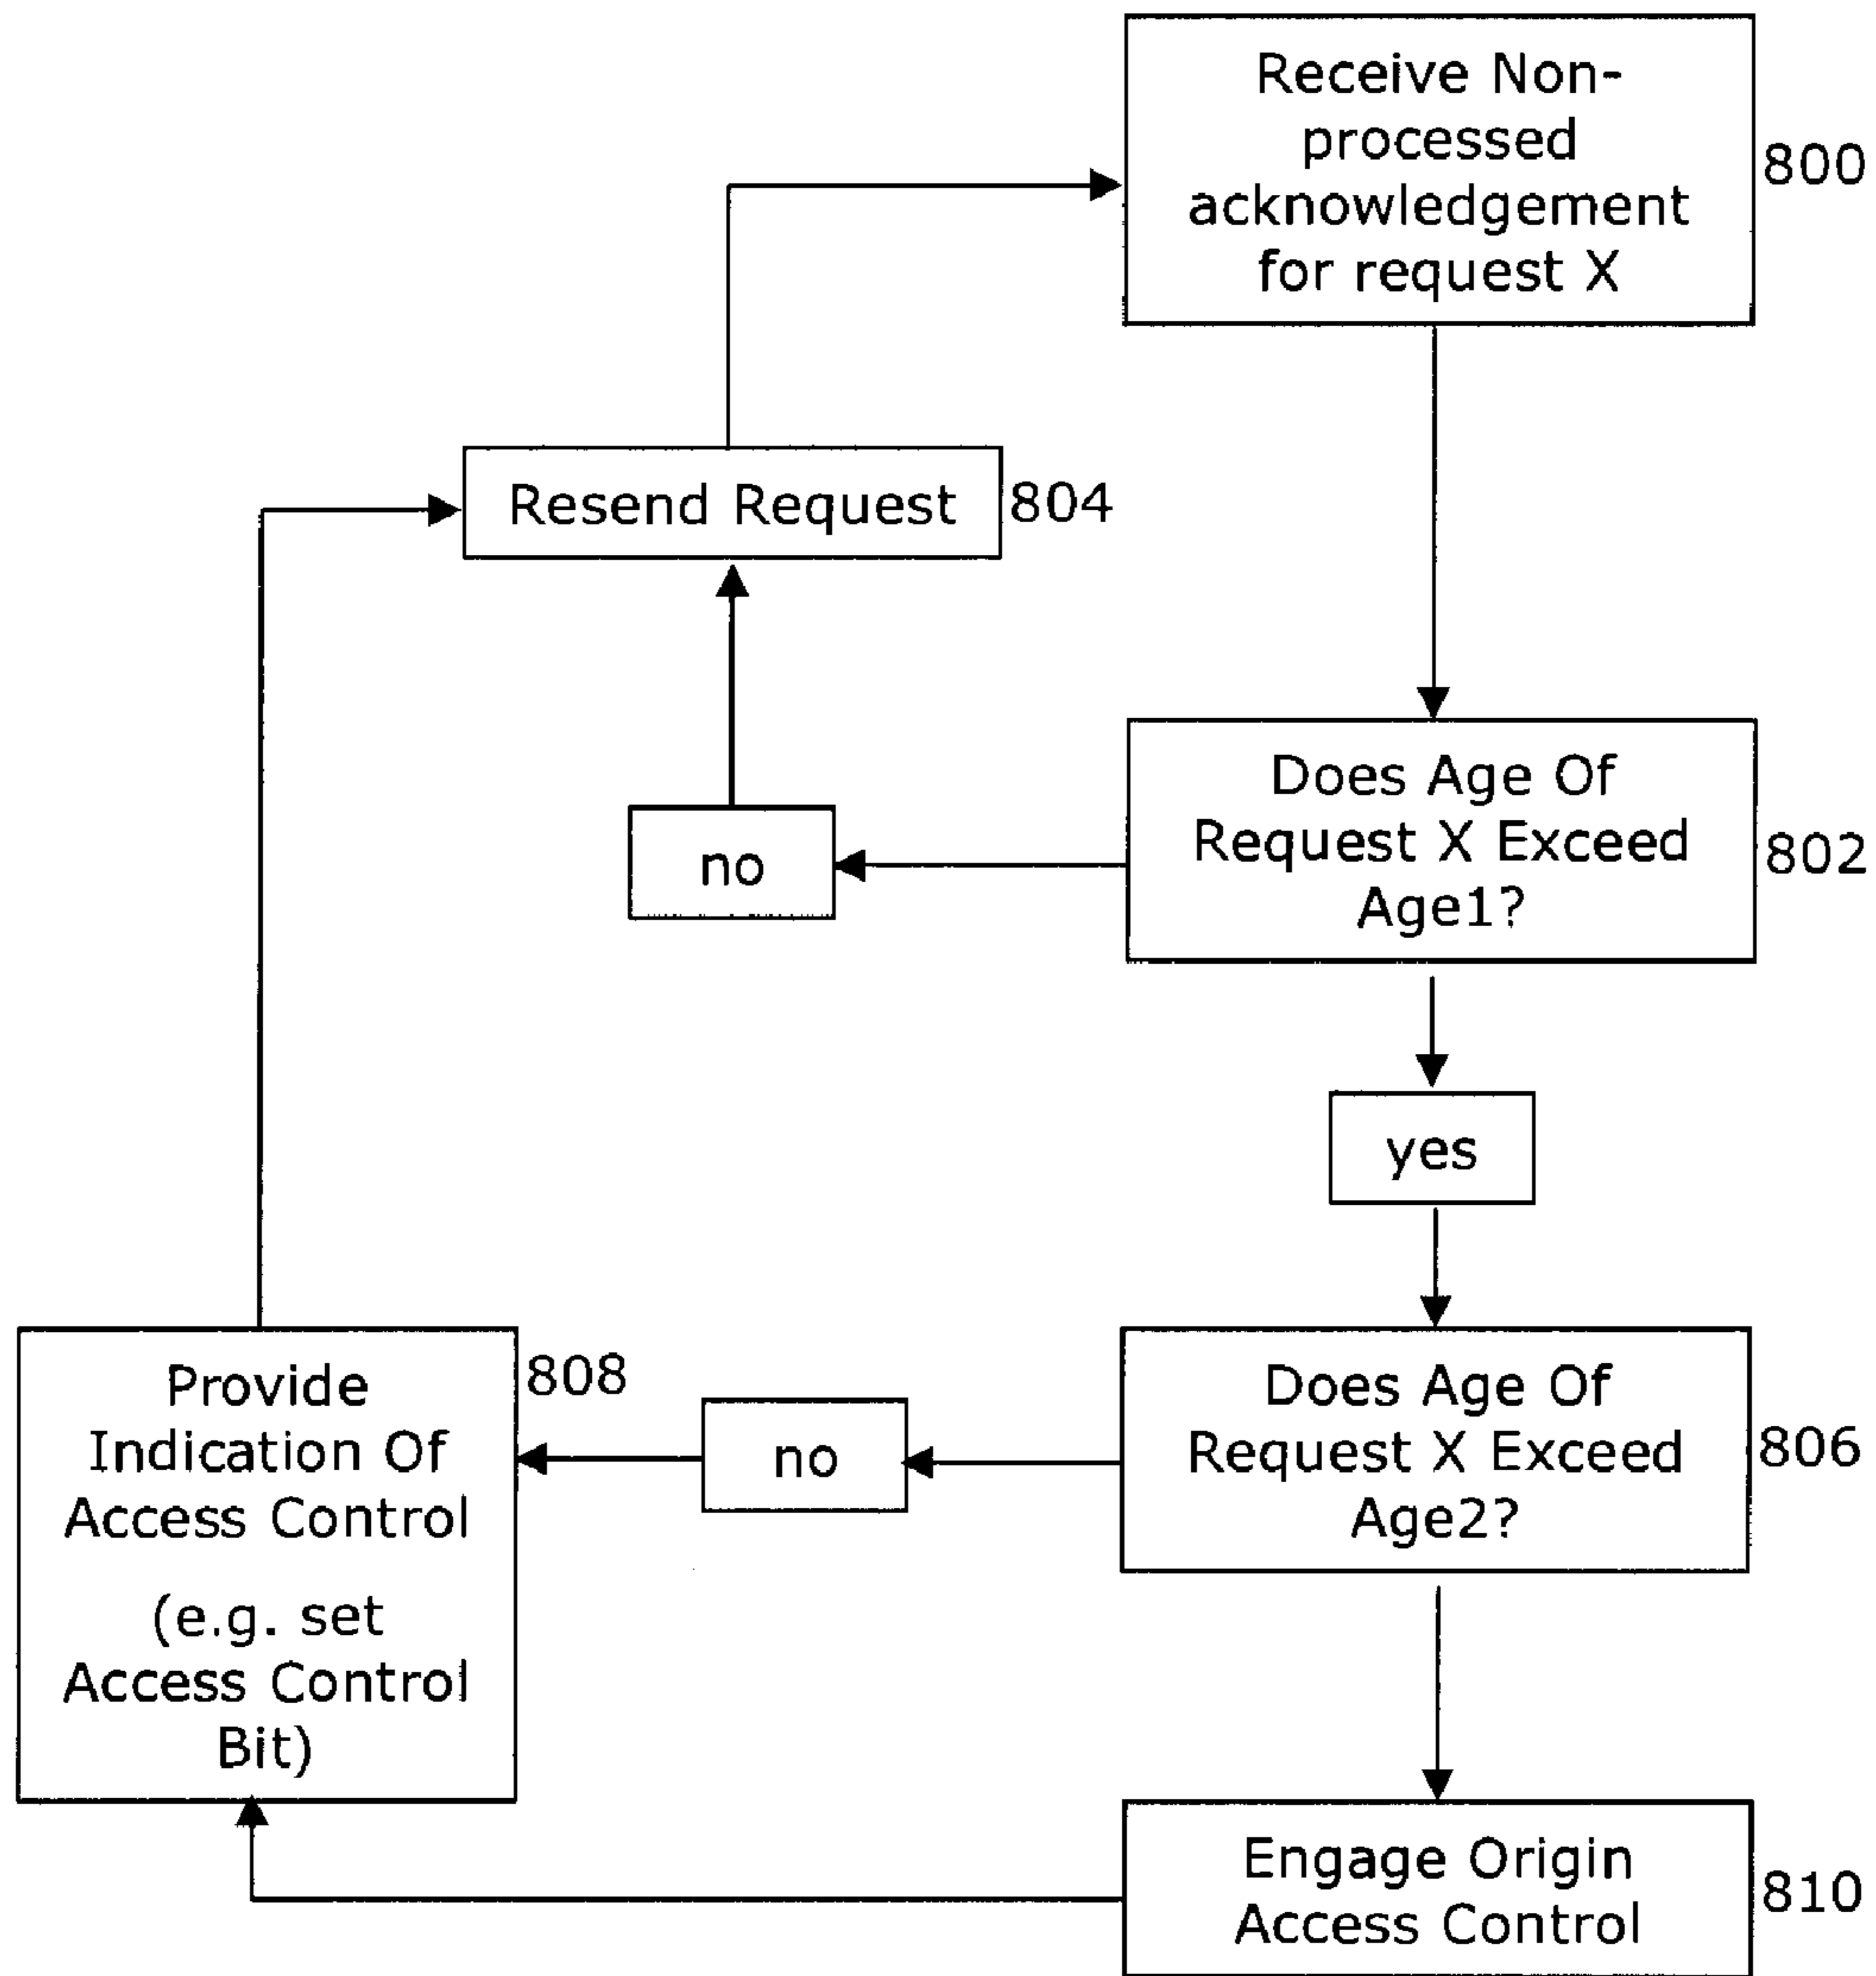 Receive Non-
processed
acknowledgement
for request X
800
Resend Request
804
Does Age Of
Request X Exceed
Age1?
802
no
yes
Provide
Indication Of
Access Control
(e.g. set
Access Control
Bit)
808
no
Does Age Of
Request X Exceed
Age2?
806
Engage Origin
Access Control
810